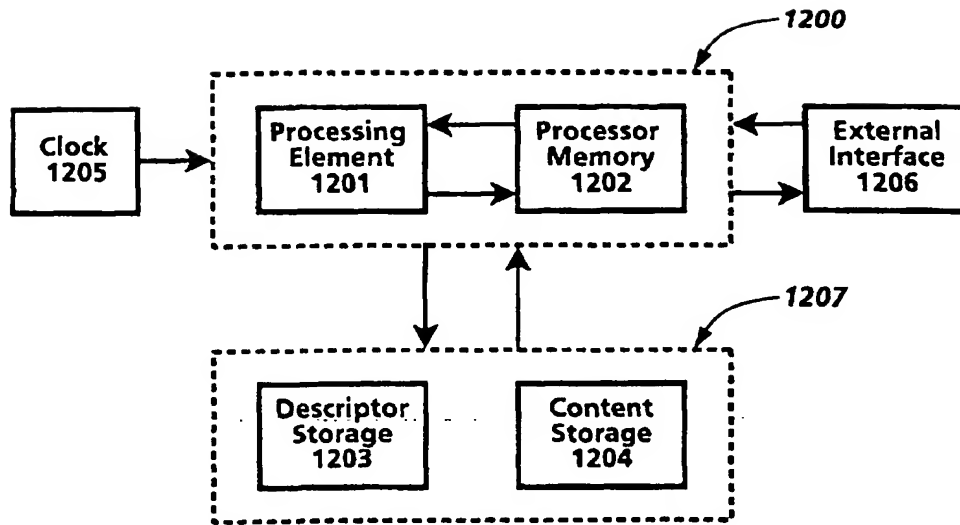 1200
Clock
1205
Processing
Element
1201
Processor
Memory
1202
External
Interface
1206
1207
Descriptor
Storage
1203
Content
Storage
1204